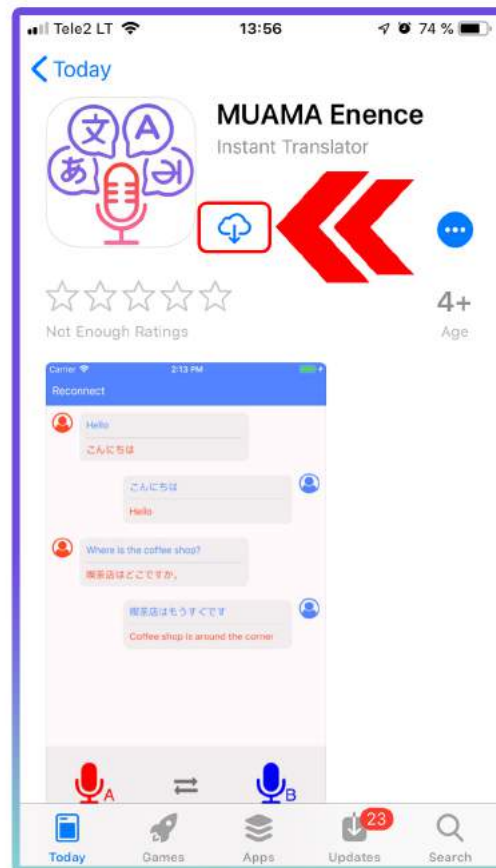 Tele2 LT 13:56 74 %
Today
MUAMA Enence
Instant Translator
文 A
あ
4+
Not Enough Ratings Age
Carrier 2:13 PM
Reconnect
Hello
こんにちは
こんにちは
Hello
Where is the coffee shop?
喫茶店はどこですか。
喫茶店はもうすぐです
Coffee shop is around the corner
A B
23
Today Games Apps Updates Search